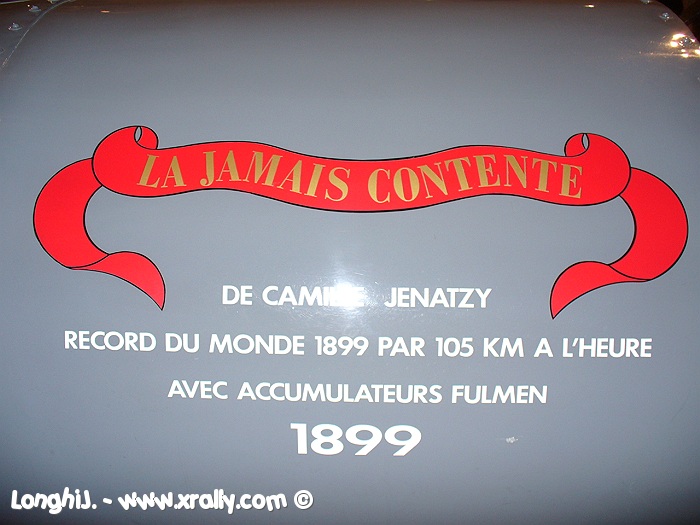 LA JAMAIS CONTENTE
DE CAMILLE JENATZY
RECORD DU MONDE 1899 PAR 105 KM A L'HEURE
AVEC ACCUMULATEURS FULMEN
1899
LonghiJ. - www.xrally.com ©